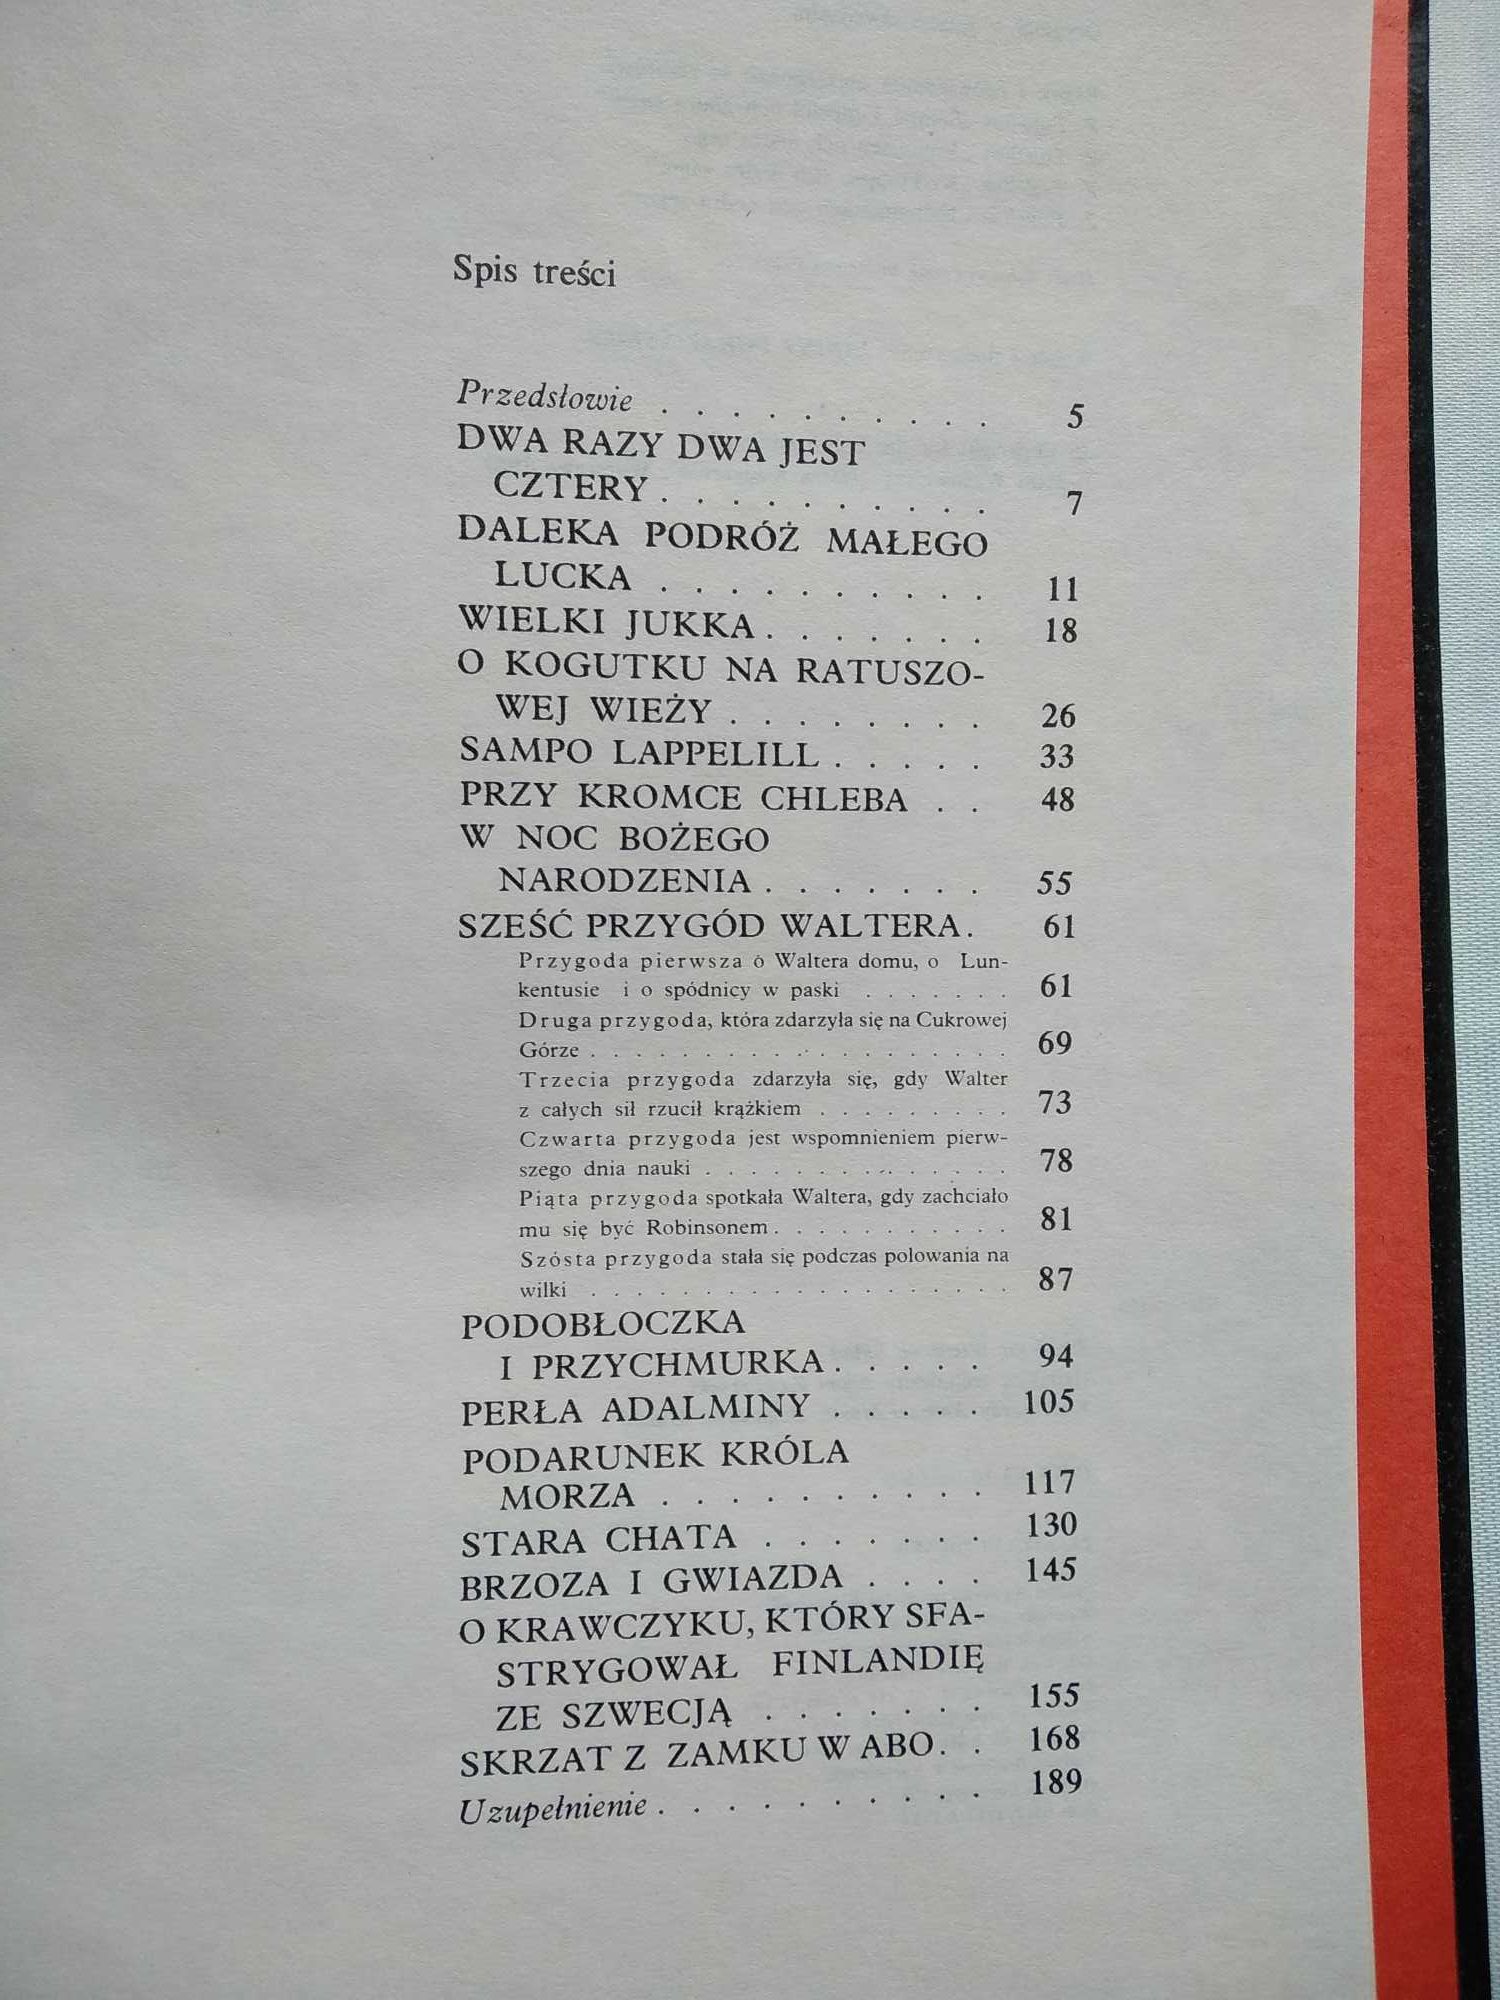 Spis treści
Przedsłowie . . . . . . . . . . 5
DWA RAZY DWA JEST
CZTERY . . . . . . . . . . 7
DALEKA PODRÓŻ MAŁEGO
LUCKA . . . . . . . . . . 11
WIELKI JUKKA . . . . . . . 18
O KOGUTKU NA RATUSZO-
WEJ WIEŻY . . . . . . . . 26
SAMPO LAPPELILL . . . . . 33
PRZY KROMCE CHLEBA . . 48
W NOC BOŻEGO
NARODZENIA . . . . . . . 55
SZEŚĆ PRZYGÓD WALTERA. 61
Przygoda pierwsza o Waltera domu, o Lun-
kentusie i o spódnicy w paski . . . . . . . 61
Druga przygoda, która zdarzyła się na Cukrowej
Górze . . . . . . . . . . . . . . . . . . . 69
Trzecia przygoda zdarzyła się, gdy Walter
z całych sił rzucił krążkiem . . . . . . . . . 73
Czwarta przygoda jest wspomnieniem pierw-
szego dnia nauki . . . . . . . . . . . . . . 78
Piąta przygoda spotkała Waltera, gdy zachciało
mu się być Robinsonem . . . . . . . . . . . 81
Szósta przygoda stała się podczas polowania na
wilki . . . . . . . . . . . . . . . . . . . 87
PODOBŁOCZKA
I PRZYCHMURKA . . . . . 94
PERŁA ADALMINY . . . . . 105
PODARUNEK KRÓLA
MORZA . . . . . . . . . . 117
STARA CHATA . . . . . . . 130
BRZOZA I GWIAZDA . . . . 145
O KRAWCZYKU, KTÓRY SFA-
STRYGOWAŁ FINLANDIĘ
ZE SZWECJĄ . . . . . . . 155
SKRZAT Z ZAMKU W ABO. . 168
Uzupełnienie . . . . . . . . . . 189